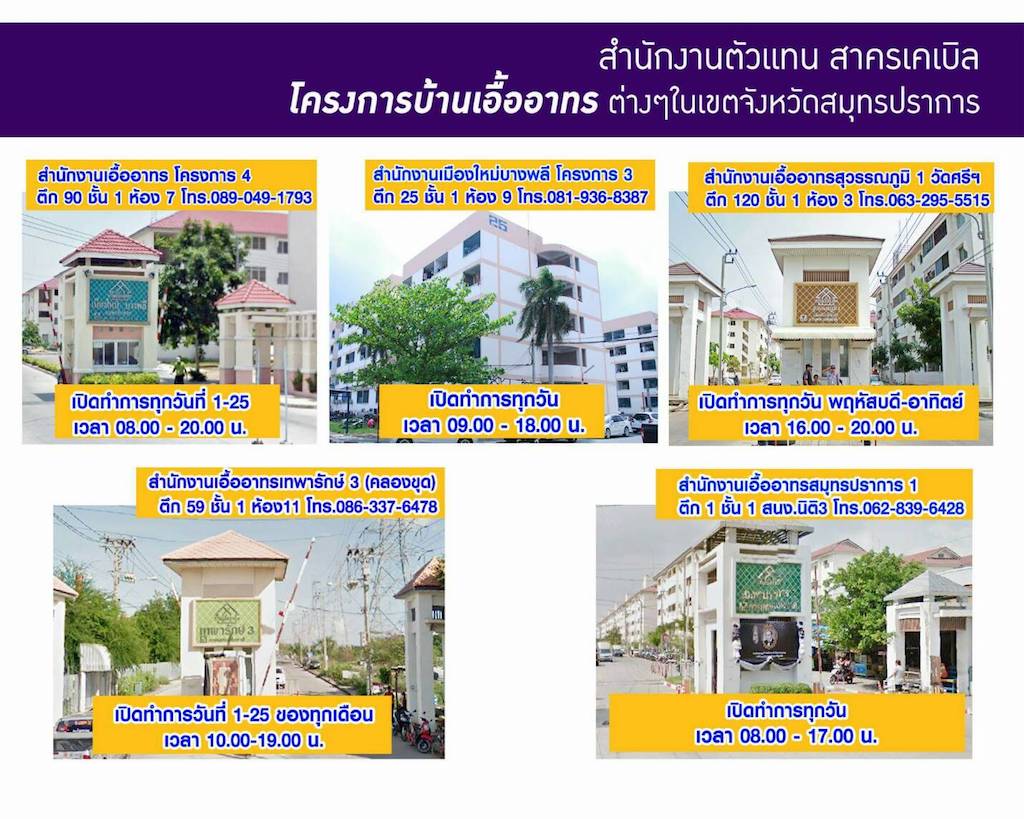 สำนักงานตัวแทน สาครเคเบิล
โครงการบ้านเอื้ออาทร ต่างๆในเขตจังหวัดสมุทรปราการ
สำนักงานเอื้ออาทร โครงการ 4
ตึก 90 ชั้น 1 ห้อง 7 โทร.089-049-1793
เปิดทำการทุกวันที่ 1-25
เวลา 08.00 - 20.00 น.
สำนักงานเมืองใหม่บางพลี โครงการ 3
ตึก 25 ชั้น 1 ห้อง 9 โทร.081-936-8387
25
เปิดทำการทุกวัน
เวลา 09.00 - 18.00 น.
สำนักงานเอื้ออาทรสุวรรณภูมิ 1 วัดศรีฯ
ตึก 120 ชั้น 1 ห้อง 3 โทร.063-295-5515
เปิดทำการทุกวัน พฤหัสบดี-อาทิตย์
เวลา 16.00 - 20.00 น.
สำนักงานเอื้ออาทรเทพารักษ์ 3 (คลองขุด)
ตึก 59 ชั้น 1 ห้อง11 โทร.086-337-6478
เทพารักษ์ 3
เปิดทำการวันที่ 1-25 ของทุกเดือน
เวลา 10.00-19.00 น.
สำนักงานเอื้ออาทรสมุทรปราการ 1
ตึก 1 ชั้น 1 สนง.นิติ3 โทร.062-839-6428
เปิดทำการทุกวัน
เวลา 08.00 - 17.00 น.